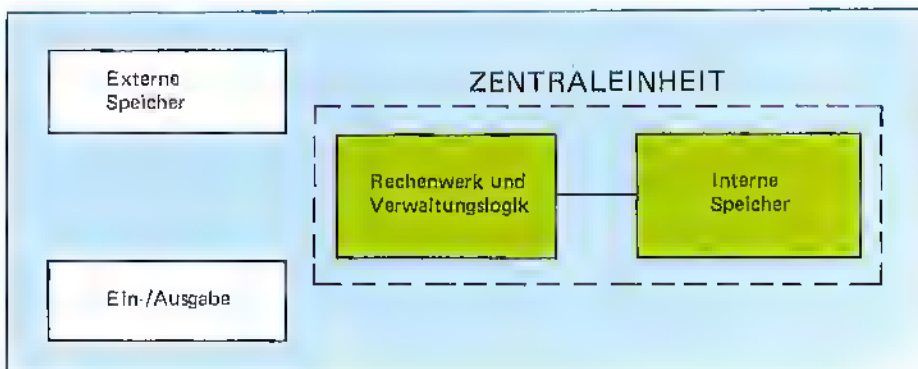 Externe
Speicher
ZENTRALEINHEIT
Rechenwerk und
Verwaltungslogik
Interne
Speicher
Ein-/Ausgabe